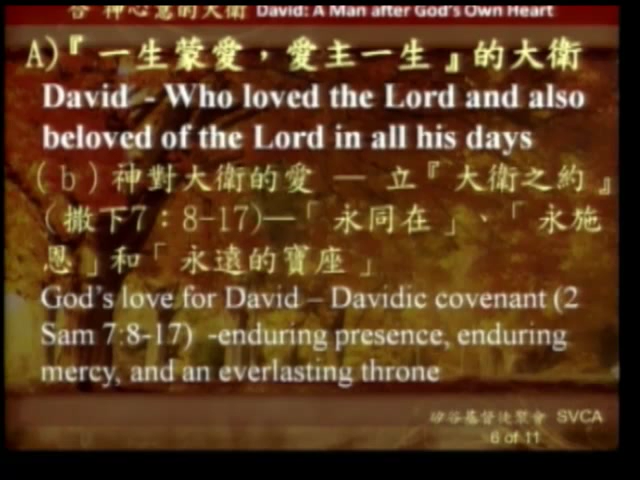 合神心意的大衛 David: A Man after God's Own Heart
A)『一生蒙愛，愛主一生』的大衛
David - Who loved the Lord and also
beloved of the Lord in all his days
(b)神對大衛的愛 — 立『大衛之約』
(撒下7：8-17)—「永同在」、「永施
恩」和「永遠的寶座」
God's love for David – Davidic covenant (2
Sam 7:8-17) -enduring presence, enduring
mercy, and an everlasting throne
矽谷基督徒聚會 SVCA
6 of 11